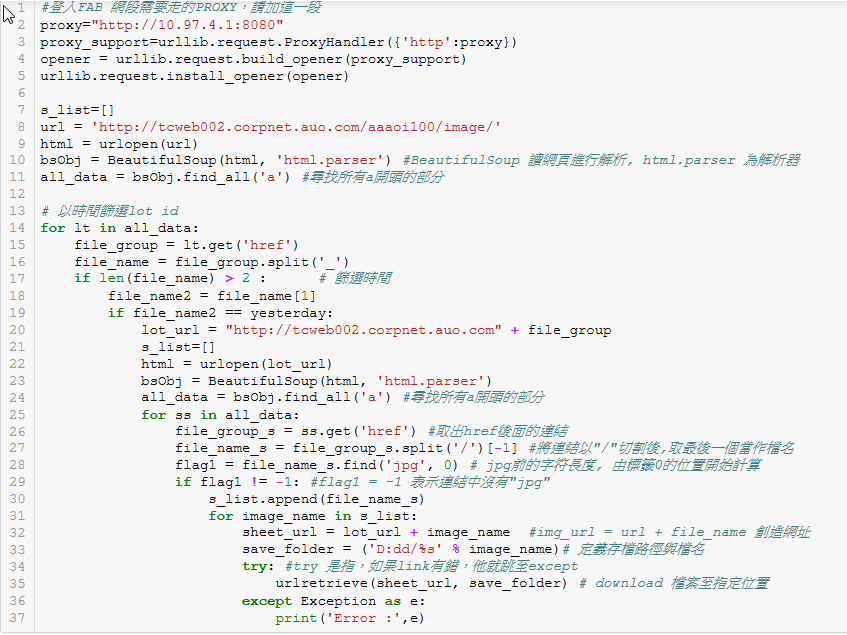 1 #登入FAB 網段需要走的PROXY，請加這一段
2 proxy="http://10.97.4.1:8080"
3 proxy_support=urllib.request.ProxyHandler({'http':proxy})
4 opener = urllib.request.build_opener(proxy_support)
5 urllib.request.install_opener(opener)
6
7 s_list=[]
8 url = 'http://tcweb002.corpnet.auo.com/aaaoi100/image/'
9 html = urlopen(url)
10 bsObj = BeautifulSoup(html, 'html.parser') #BeautifulSoup 讓網頁進行解析, html.parser 為解析器
11 all_data = bsObj.find_all('a') #尋找所有a開頭的部分
12
13 # 以時間篩選lot id
14 for lt in all_data:
15     file_group = lt.get('href')
16     file_name = file_group.split('_')
17     if len(file_name) > 2 :      # 篩選時間
18         file_name2 = file_name[1]
19         if file_name2 == yesterday:
20             lot_url = "http://tcweb002.corpnet.auo.com" + file_group
21             s_list=[]
22             html = urlopen(lot_url)
23             bsObj = BeautifulSoup(html, 'html.parser')
24             all_data = bsObj.find_all('a') #尋找所有a開頭的部分
25             for ss in all_data:
26                 file_group_s = ss.get('href') #取出href後面的連結
27                 file_name_s = file_group_s.split('/')[-1] #將連結以"/"切割後,取最後一個當作檔名
28                 flag1 = file_name_s.find('jpg', 0) # jpg前的字符長度, 由標籤0的位置開始計算
29                 if flag1 != -1: #flag1 = -1 表示連結中沒有"jpg"
30                     s_list.append(file_name_s)
31                     for image_name in s_list:
32                         sheet_url = lot_url + image_name  #img_url = url + file_name 創造網址
33                         save_folder = ('D:dd/%s' % image_name)# 定義存檔路徑與檔名
34                         try: #try 是指，如果link有錯，他就跳至except
35                             urlretrieve(sheet_url, save_folder) # download 檔案至指定位置
36                         except Exception as e:
37                             print('Error :',e)